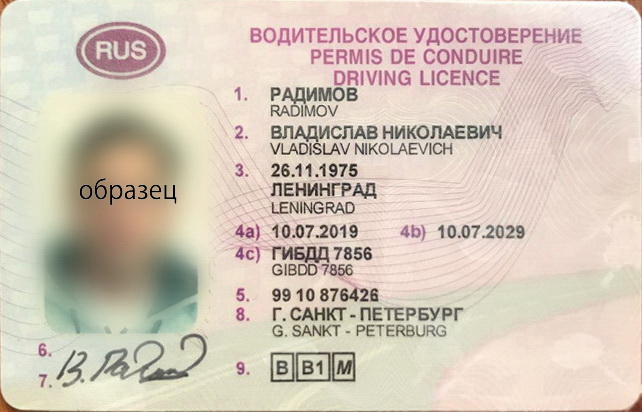 RUS
ВОДИТЕЛЬСКОЕ УДОСТОВЕРЕНИЕ
PERMIS DE CONDUIRE
DRIVING LICENCE
1. РАДИМОВ
RADIMOV
2. ВЛАДИСЛАВ НИКОЛАЕВИЧ
VLADISLAV NIKOLAEVICH
3. 26.11.1975
ЛЕНИНГРАД
LENINGRAD
образец
4a) 10.07.2019 4b) 10.07.2029
4c) ГИБДД 7856
GIBDD 7856
5. 99 10 876426
8. Г. САНКТ - ПЕТЕРБУРГ
G. SANKT - PETERBURG
6.
7.
9. B B1 M